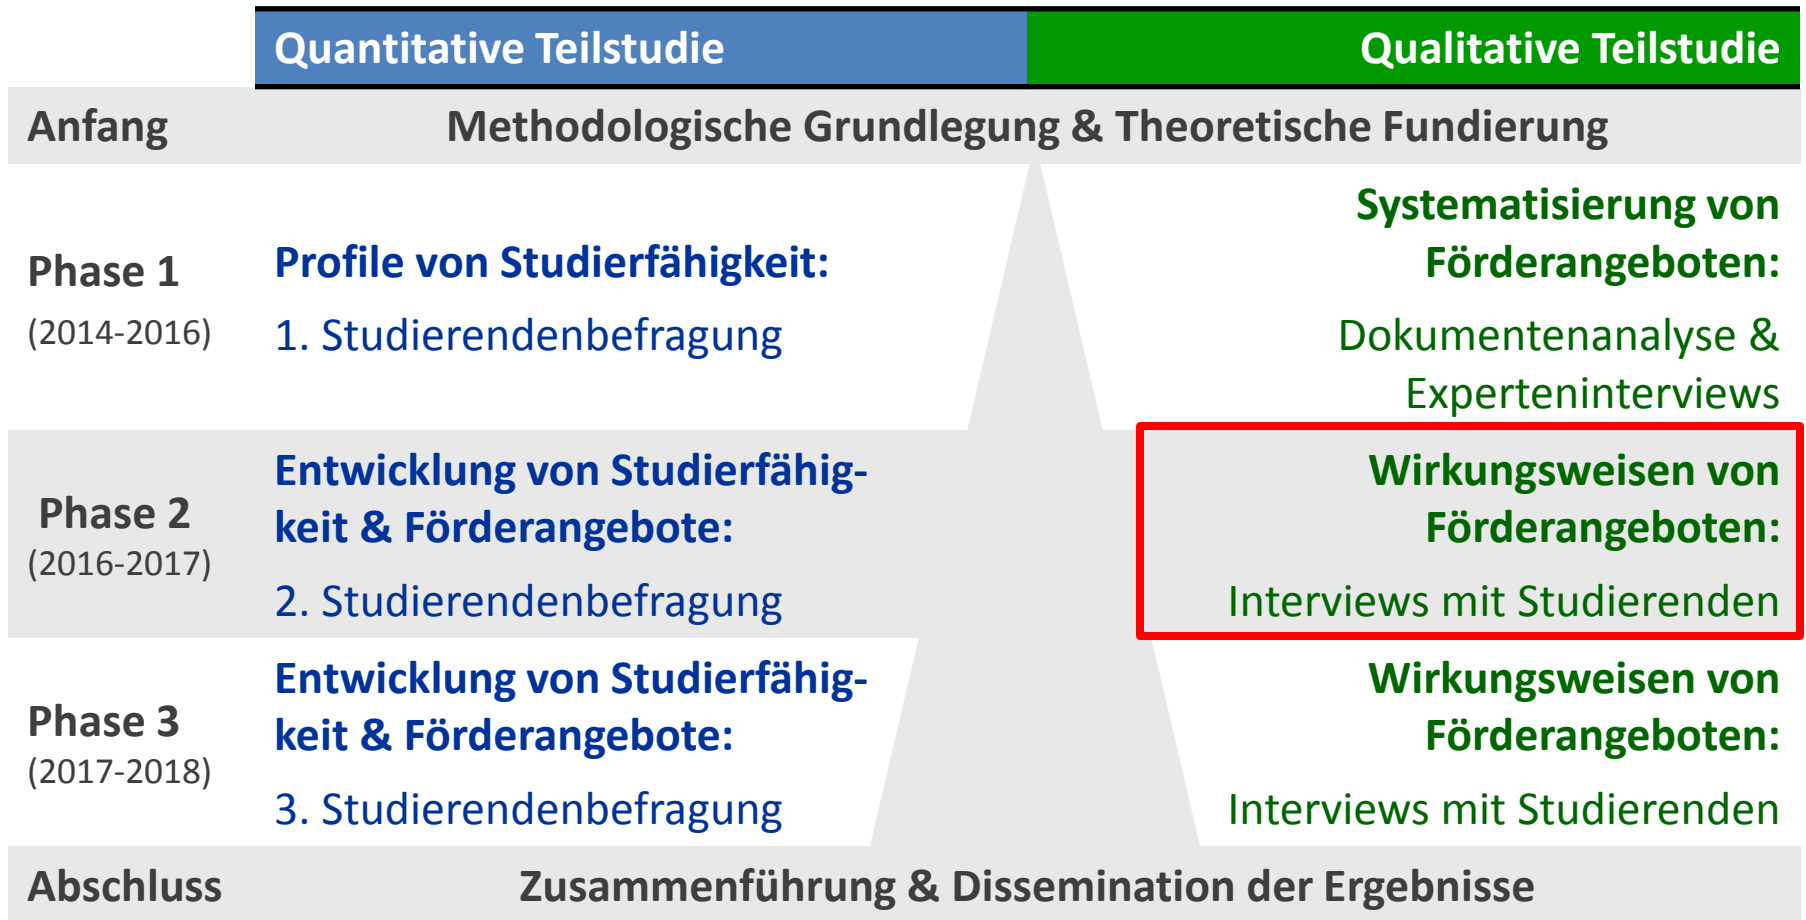 Quantitative Teilstudie
Qualitative Teilstudie
Anfang
Methodologische Grundlegung & Theoretische Fundierung
Phase 1
(2014-2016)
Profile von Studierfähigkeit:
1. Studierendenbefragung
Systematisierung von
Förderangeboten:
Dokumentenanalyse &
Experteninterviews
Phase 2
(2016-2017)
Entwicklung von Studierfähig-
keit & Förderangebote:
2. Studierendenbefragung
Wirkungsweisen von
Förderangeboten:
Interviews mit Studierenden
Phase 3
(2017-2018)
Entwicklung von Studierfähig-
keit & Förderangebote:
3. Studierendenbefragung
Wirkungsweisen von
Förderangeboten:
Interviews mit Studierenden
Abschluss
Zusammenführung & Dissemination der Ergebnisse